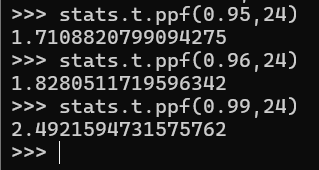 >>> stats.t.ppf(0.95,24)
1.7108820799094275
>>> stats.t.ppf(0.96,24)
1.8280511719596342
>>> stats.t.ppf(0.99,24)
2.4921594731575762
>>>